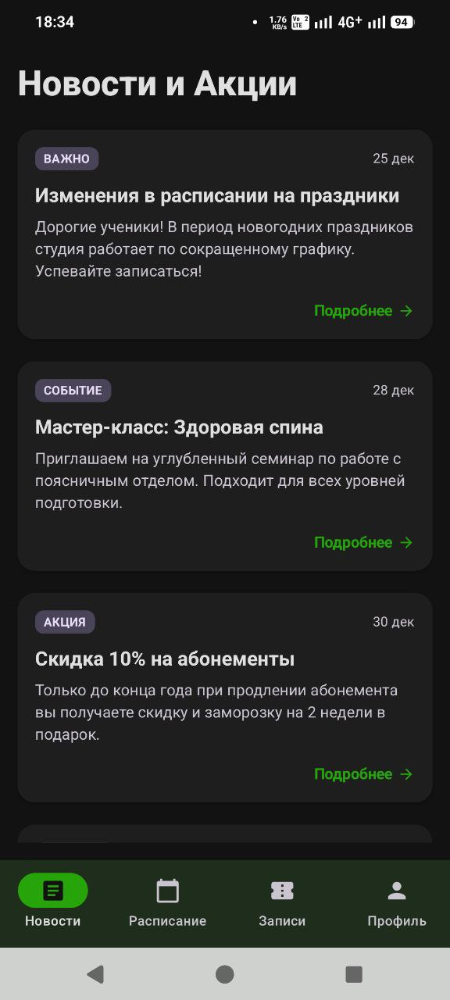 18:34
1.76 KB/s Vo 2 LTE 4G+ 94
Новости и Акции
ВАЖНО 25 дек
Изменения в расписании на праздники
Дорогие ученики! В период новогодних праздников
студия работает по сокращенному графику.
Успевайте записаться!
Подробнее →
СОБЫТИЕ 28 дек
Мастер-класс: Здоровая спина
Приглашаем на углубленный семинар по работе с
поясничным отделом. Подходит для всех уровней
подготовки.
Подробнее →
АКЦИЯ 30 дек
Скидка 10% на абонементы
Только до конца года при продлении абонемента
вы получаете скидку и заморозку на 2 недели в
подарок.
Подробнее →
Новости Расписание Записи Профиль